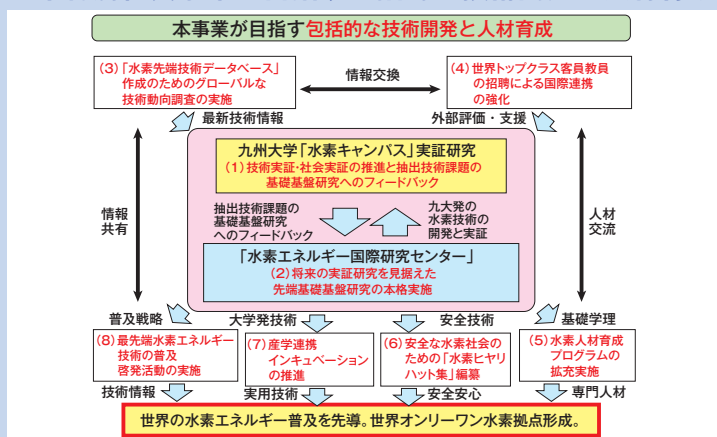 本事業が目指す包括的な技術開発と人材育成
(3)「水素先端技術データベース」
作成のためのグローバルな
技術動向調査の実施
情報交換
(4)世界トップクラス客員教員
の招聘による国際連携
の強化
最新技術情報
外部評価・支援
九州大学「水素キャンパス」実証研究
(1)技術実証・社会実証の推進と抽出技術課題の
基礎基盤研究へのフィードバック
情報
共有
抽出技術課題の
基礎基盤研究
へのフィードバック
九大発の
水素技術の
開発と実証
人材
交流
「水素エネルギー国際研究センター」
(2)将来の実証研究を見据えた
先端基礎基盤研究の本格実施
普及戦略
大学発技術
安全技術
基礎学理
(8)最先端水素エネルギー
技術の普及
啓発活動の実施
(7)産学連携
インキュベーション
の推進
(6)安全な水素社会の
ための「水素ヒヤリ
ハット集」編纂
(5)水素人材育成
プログラムの
拡充実施
技術情報
実用技術
安全安心
専門人材
世界の水素エネルギー普及を先導。世界オンリーワン水素拠点形成。